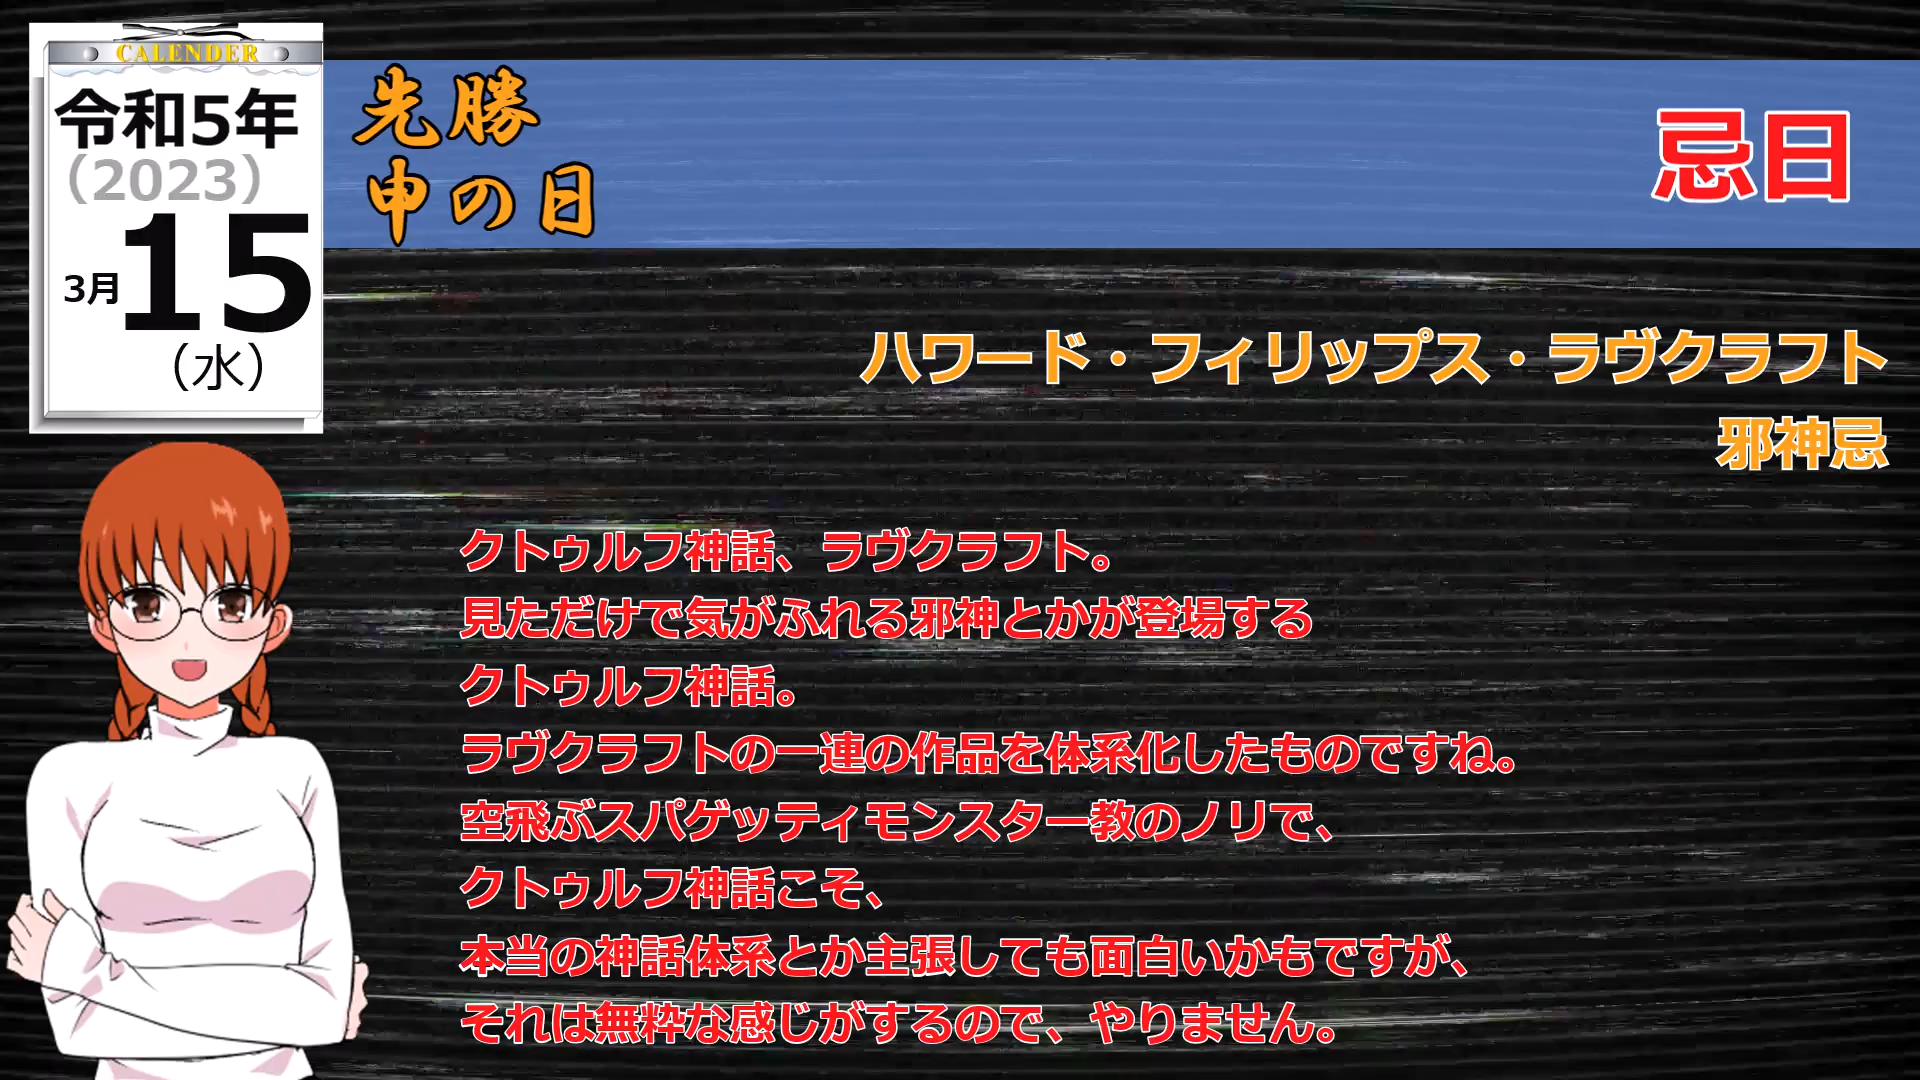 CALENDER
令和5年
（2023）
3月15
（水）
先勝
申の日
忌日
ハワード・フィリップス・ラヴクラフト
邪神忌
クトゥルフ神話、ラヴクラフト。
見ただけで気がふれる邪神とかが登場する
クトゥルフ神話。
ラヴクラフトの一連の作品を体系化したものですね。
空飛ぶスパゲッティモンスター教のノリで、
クトゥルフ神話こそ、
本当の神話体系とか主張しても面白いかもですが、
それは無粋な感じがするので、やりません。